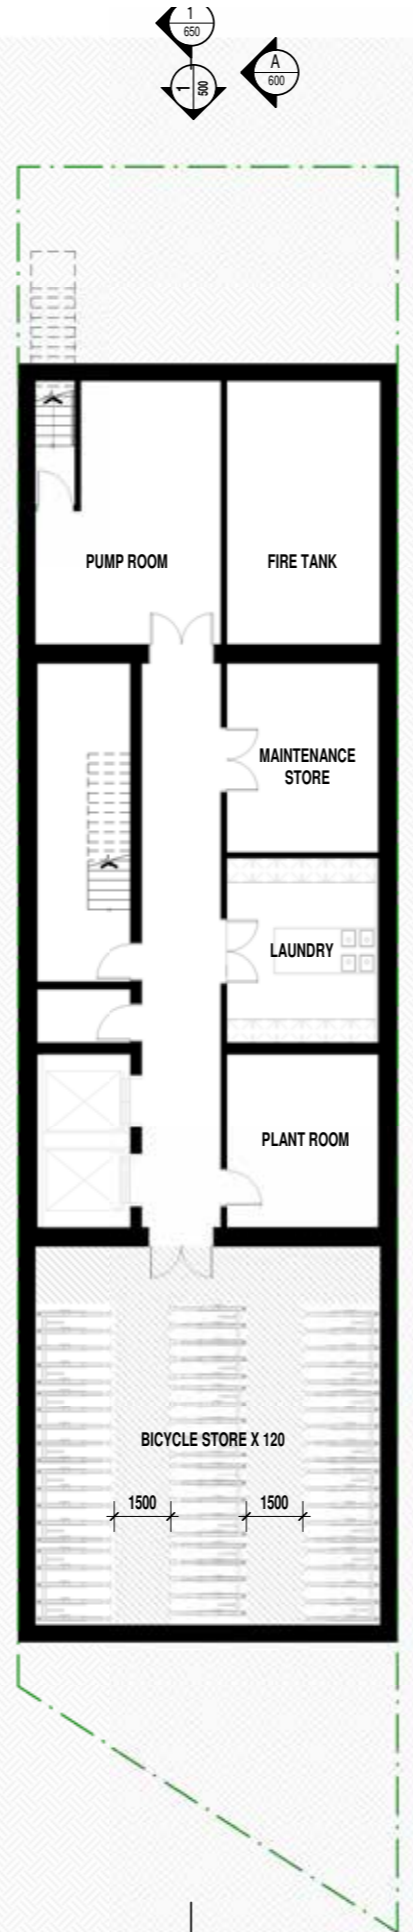 1
650
1
500
A
600
PUMP ROOM
FIRE TANK
MAINTENANCE
STORE
LAUNDRY
PLANT ROOM
BICYCLE STORE X 120
1500
1500